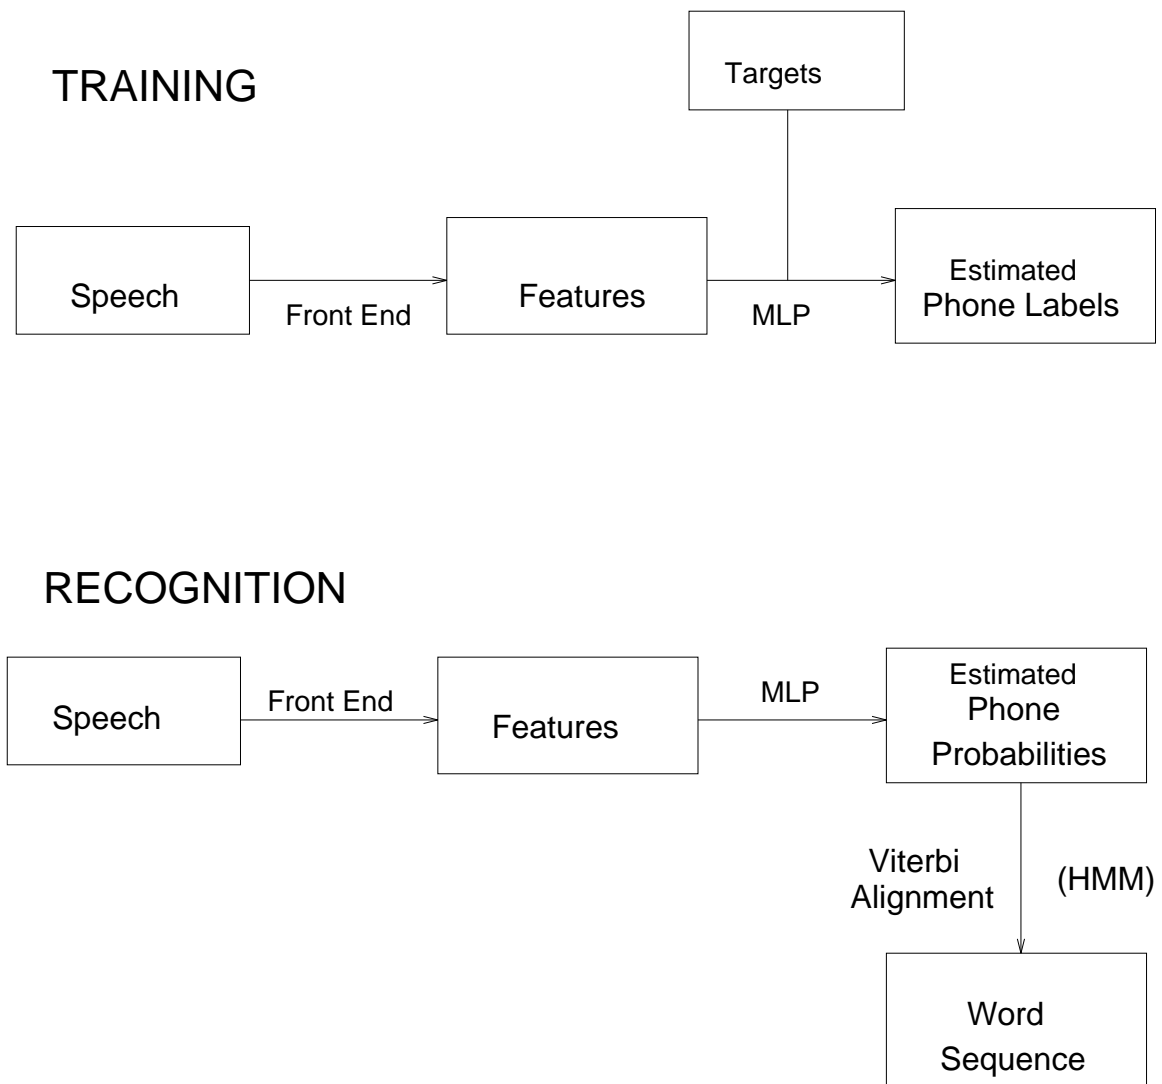 TRAINING
Targets
Speech
Front End
Features
MLP
Estimated
Phone Labels
RECOGNITION
Speech
Front End
Features
MLP
Estimated
Phone
Probabilities
Viterbi
Alignment
(HMM)
Word
Sequence